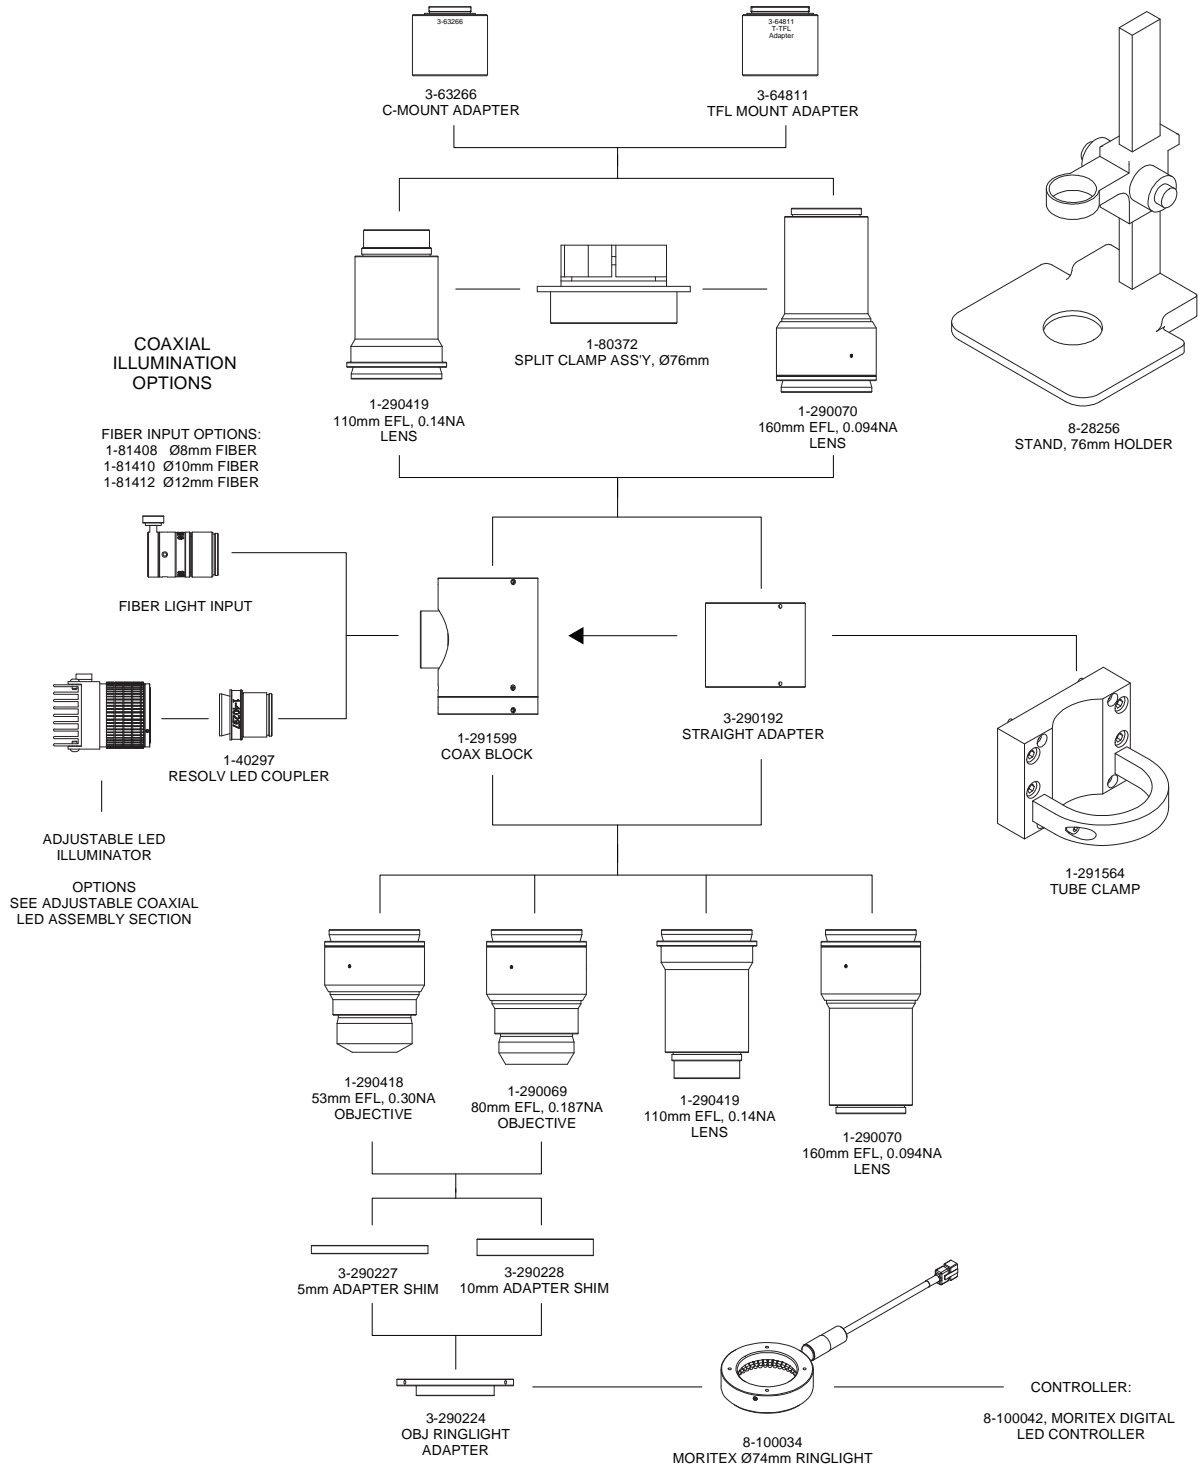 3-63266
3-64811
T-TFL
Adapter
3-63266
C-MOUNT ADAPTER
3-64811
TFL MOUNT ADAPTER
1-80372
SPLIT CLAMP ASS'Y, Ø76mm
COAXIAL
ILLUMINATION
OPTIONS
1-290419
110mm EFL, 0.14NA
LENS
1-290070
160mm EFL, 0.094NA
LENS
8-28256
STAND, 76mm HOLDER
FIBER INPUT OPTIONS:
1-81408 Ø8mm FIBER
1-81410 Ø10mm FIBER
1-81412 Ø12mm FIBER
FIBER LIGHT INPUT
1-40297
1-40297
RESOLV LED COUPLER
1-291599
COAX BLOCK
3-290192
STRAIGHT ADAPTER
ADJUSTABLE LED
ILLUMINATOR
OPTIONS
SEE ADJUSTABLE COAXIAL
LED ASSEMBLY SECTION
1-291564
TUBE CLAMP
1-290418
53mm EFL, 0.30NA
OBJECTIVE
1-290069
80mm EFL, 0.187NA
OBJECTIVE
1-290419
110mm EFL, 0.14NA
LENS
1-290070
160mm EFL, 0.094NA
LENS
3-290227
5mm ADAPTER SHIM
3-290228
10mm ADAPTER SHIM
3-290224
OBJ RINGLIGHT
ADAPTER
8-100034
MORITEX Ø74mm RINGLIGHT
CONTROLLER:
8-100042, MORITEX DIGITAL
LED CONTROLLER